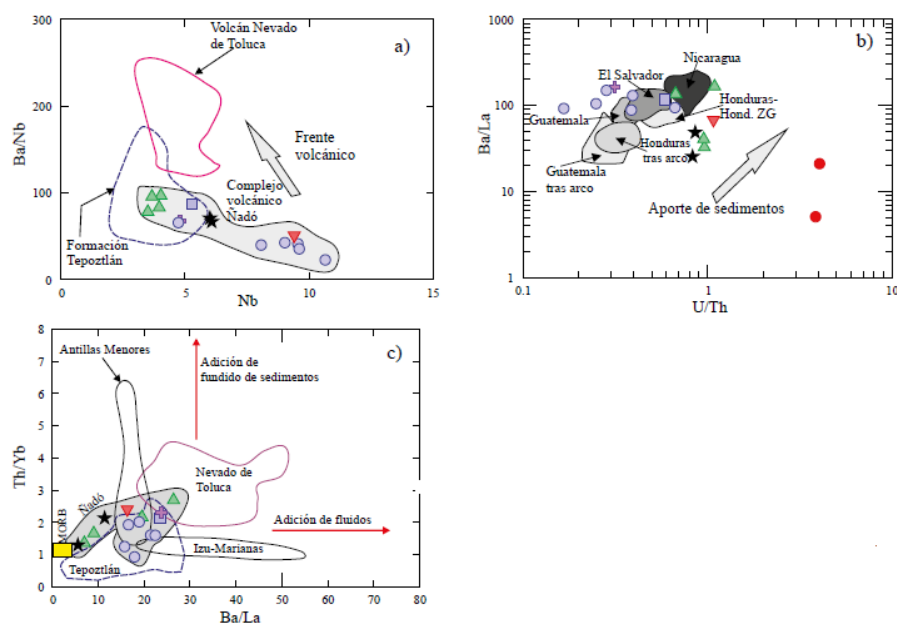 a)
Ba/Nb
300
200
100
0
0
5
10
15
Nb
Volcán Nevado
de Toluca
Frente
volcánico
Complejo
volcánico
Ñadó
Formación
Tepoztlán
b)
Ba/La
1000
100
10
1
0.1
1
10
U/Th
Nicaragua
El Salvador
Guatemala
Honduras-
Hond. ZG
Honduras
tras arco
Guatemala
tras arco
Aporte de sedimentos
c)
Th/Yb
8
7
6
5
4
3
2
1
0
0
10
20
30
40
50
60
70
80
Ba/La
Antillas Menores
Adición de
fundido de sedimentos
Nevado de
Toluca
Ñadó
MORB
Adición de fluidos
Izu-Marianas
Tepoztlán